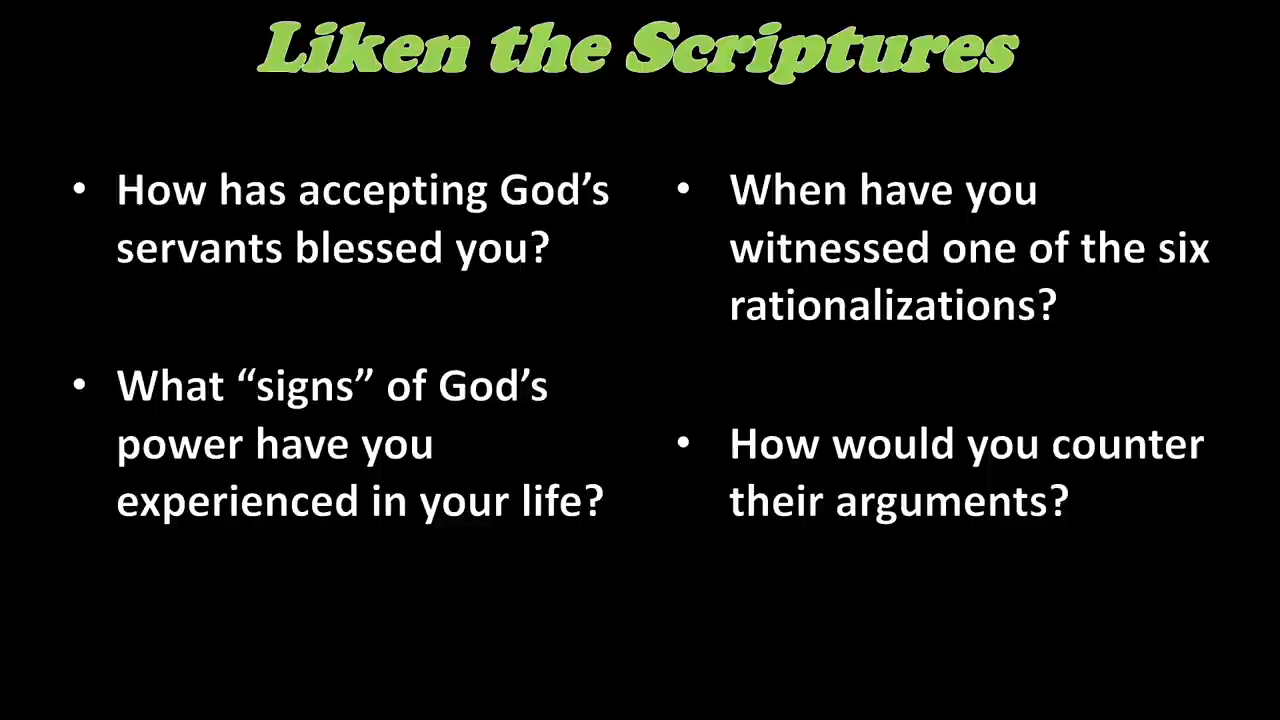 Liken the Scriptures
• How has accepting God’s
servants blessed you?
• What “signs” of God’s
power have you
experienced in your life?
• When have you
witnessed one of the six
rationalizations?
• How would you counter
their arguments?